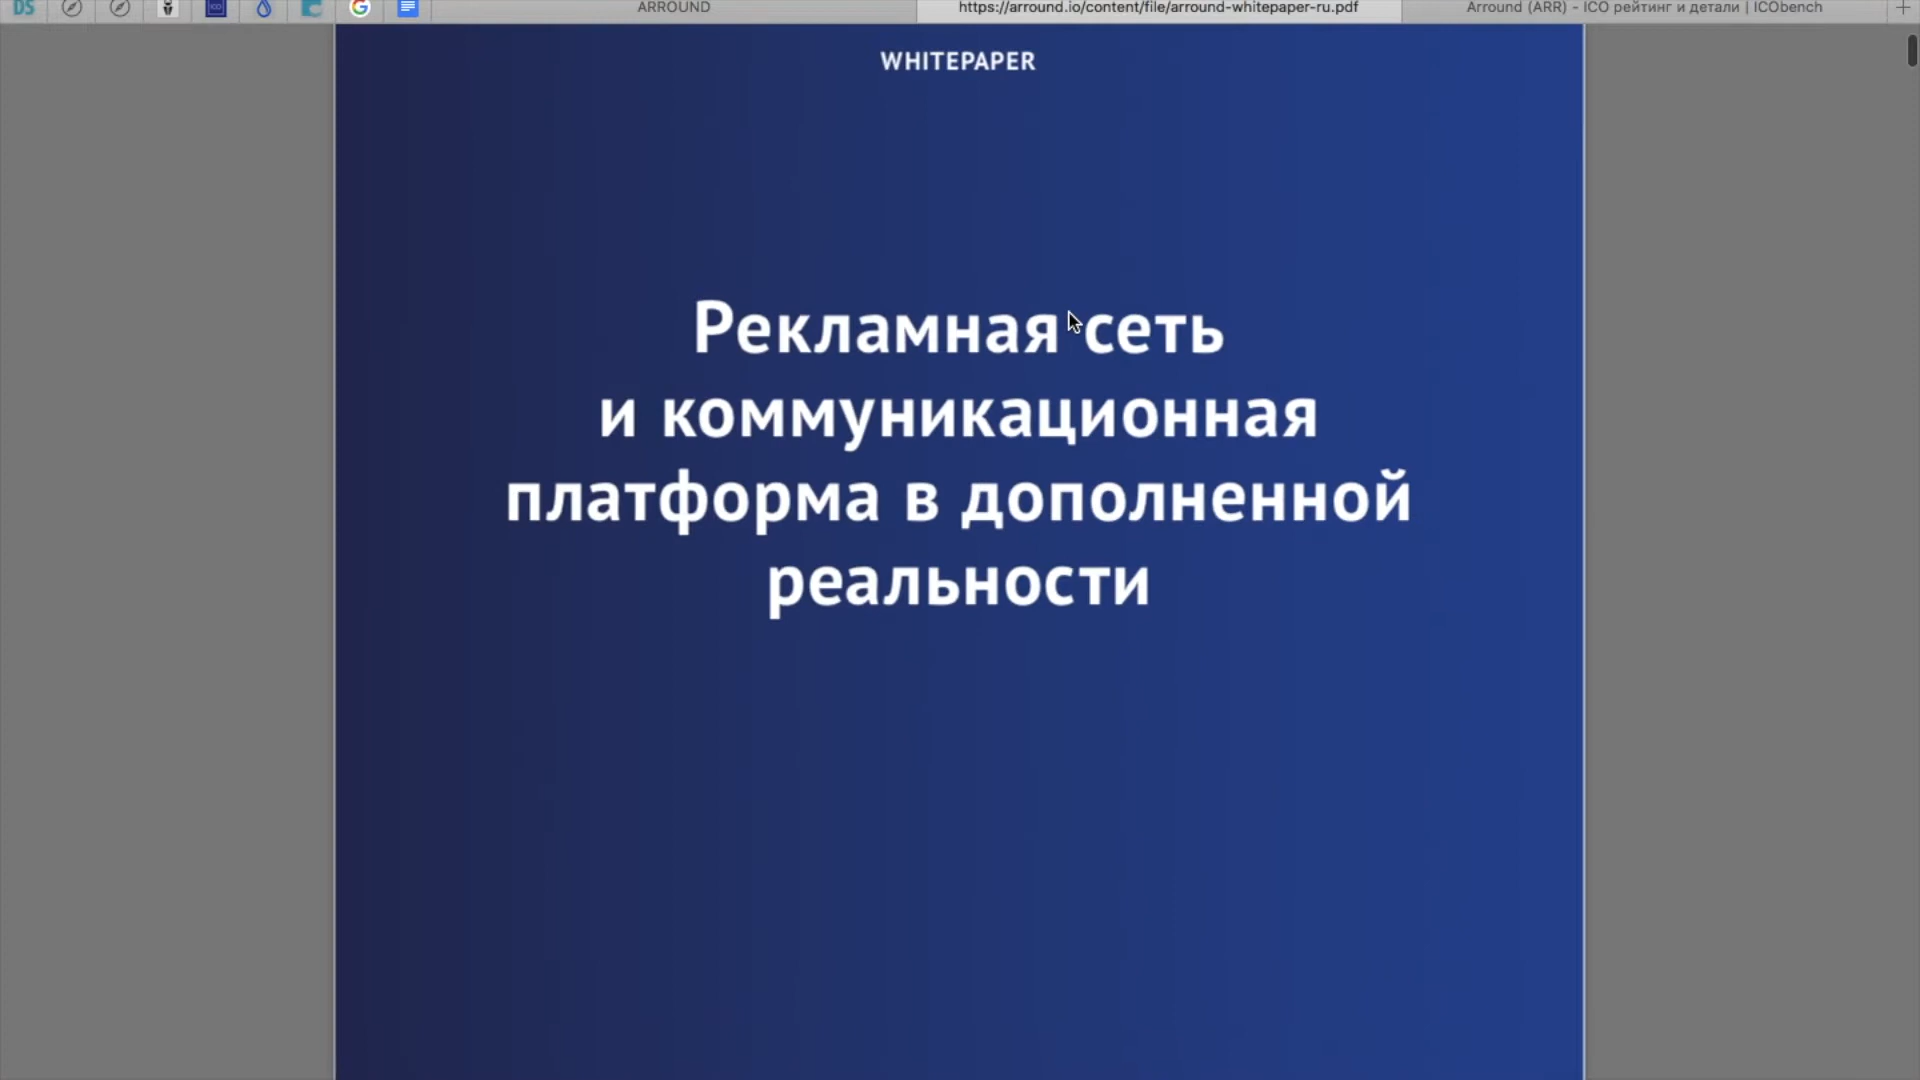 DS
ARROUND
https://arround.io/content/file/arround-whitepaper-ru.pdf
Arround (ARR) – ICO рейтинг и детали | ICObench
WHITEPAPER
Рекламная сеть
и коммуникационная
платформа в дополненной
реальности